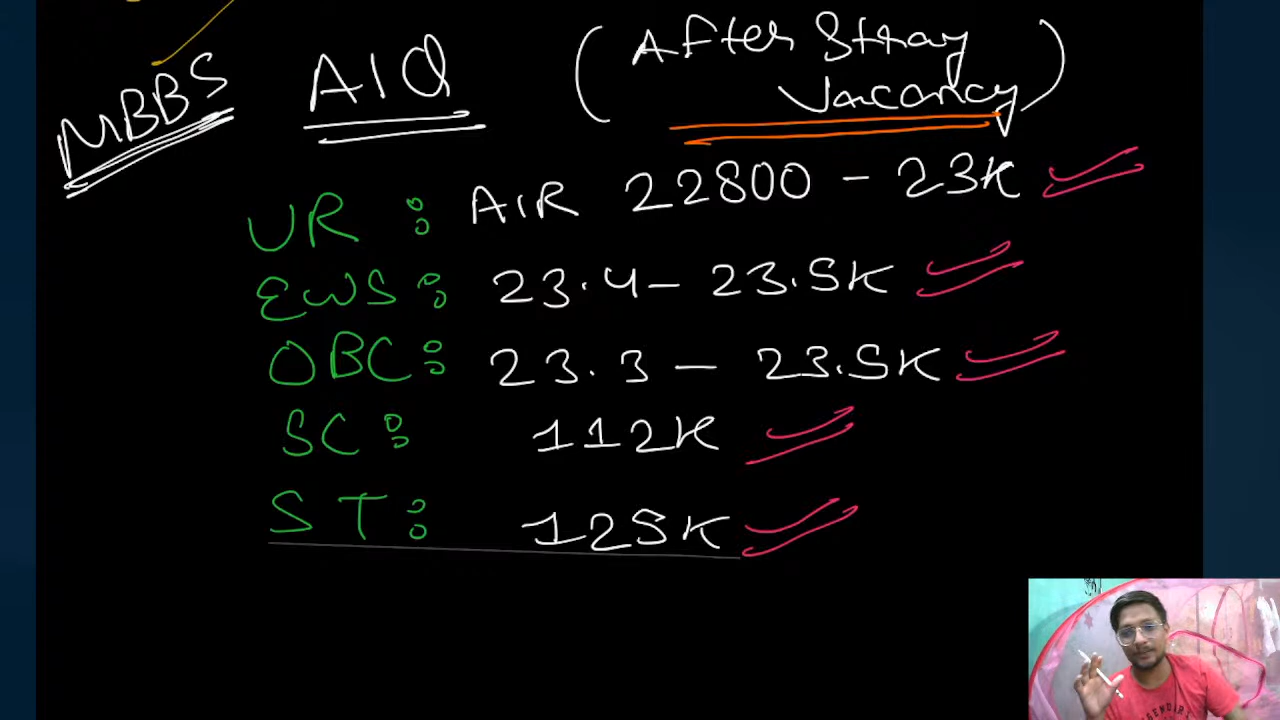 MBBS AIQ (After Stray
Vacancy)
UR : AIR 22800 - 23K
EWS : 23.4 - 23.5K
OBC : 23.3 - 23.5K
SC : 112K
ST : 125K